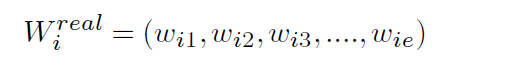 W_i^{real} = (w_{i1}, w_{i2}, w_{i3}, ...., w_{ie})